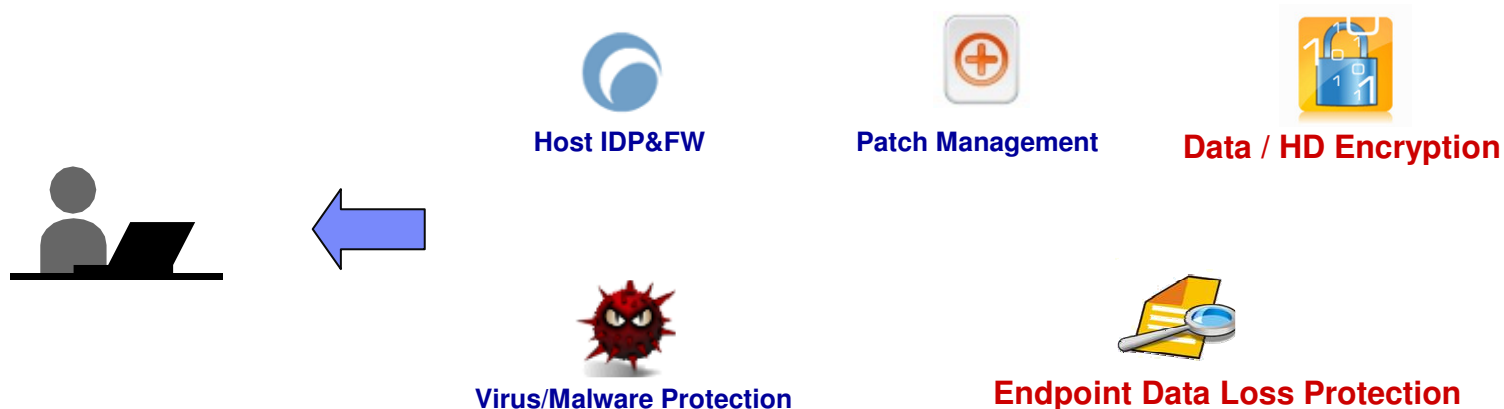 Host IDP&FW
Patch Management
Data / HD Encryption
Virus/Malware Protection
Endpoint Data Loss Protection